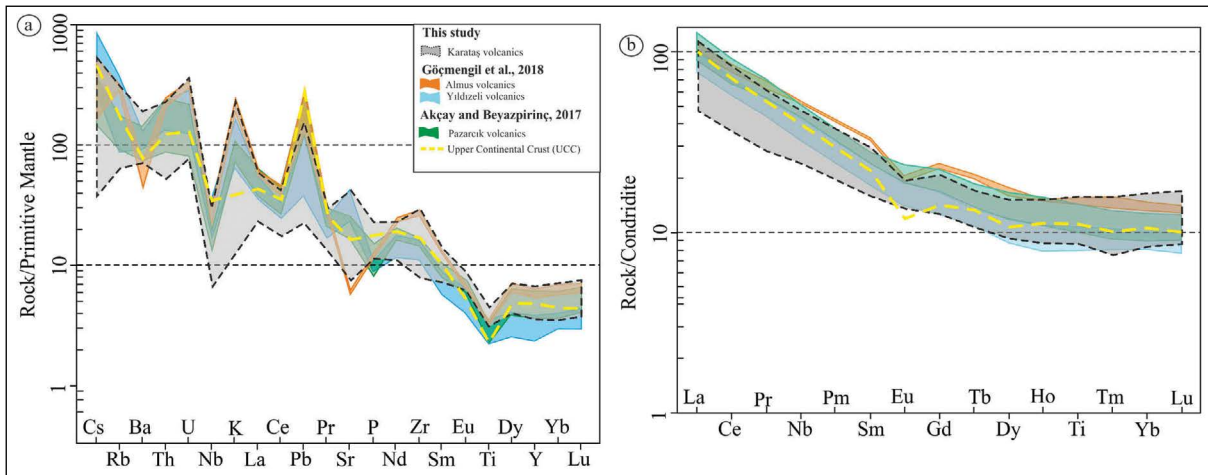 a
1000
100
10
1
Rock/Primitive Mantle
This study
Karataş volcanics
Göçmengil et al., 2018
Almus volcanics
Yıldızeli volcanics
Akçay and Beyazpirinç, 2017
Pazarcık volcanics
Upper Continental Crust (UCC)
Cs Ba U K Ce Pr P Zr Eu Dy Yb
Rb Th Nb La Pb Sr Nd Sm Ti Y Lu
b
100
10
1
Rock/Condridite
La Pr Pm Eu Tb Ho Tm Lu
Ce Nb Sm Gd Dy Ti Yb